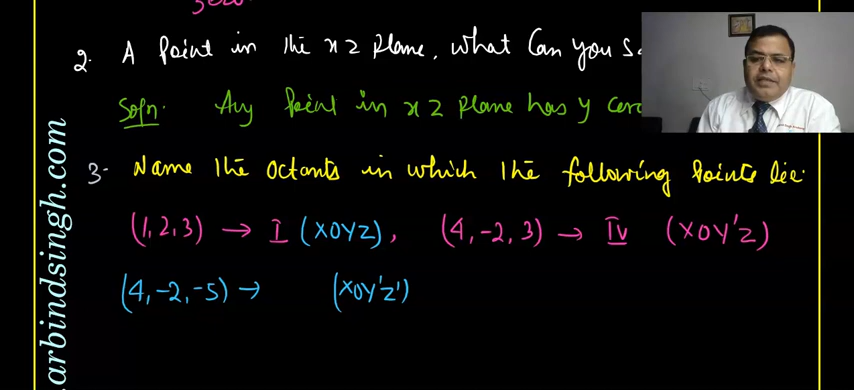 2. A Point in the xz plane, what Can you
Soln. Any Point in xz plane has y
3- Name the Octants in which the following Points lie:
(1, 2, 3) → I (XOYZ), (4, -2, 3) → IV (XOY'Z)
(4, -2, -5) → (XOY'Z')
arbindsingh.com